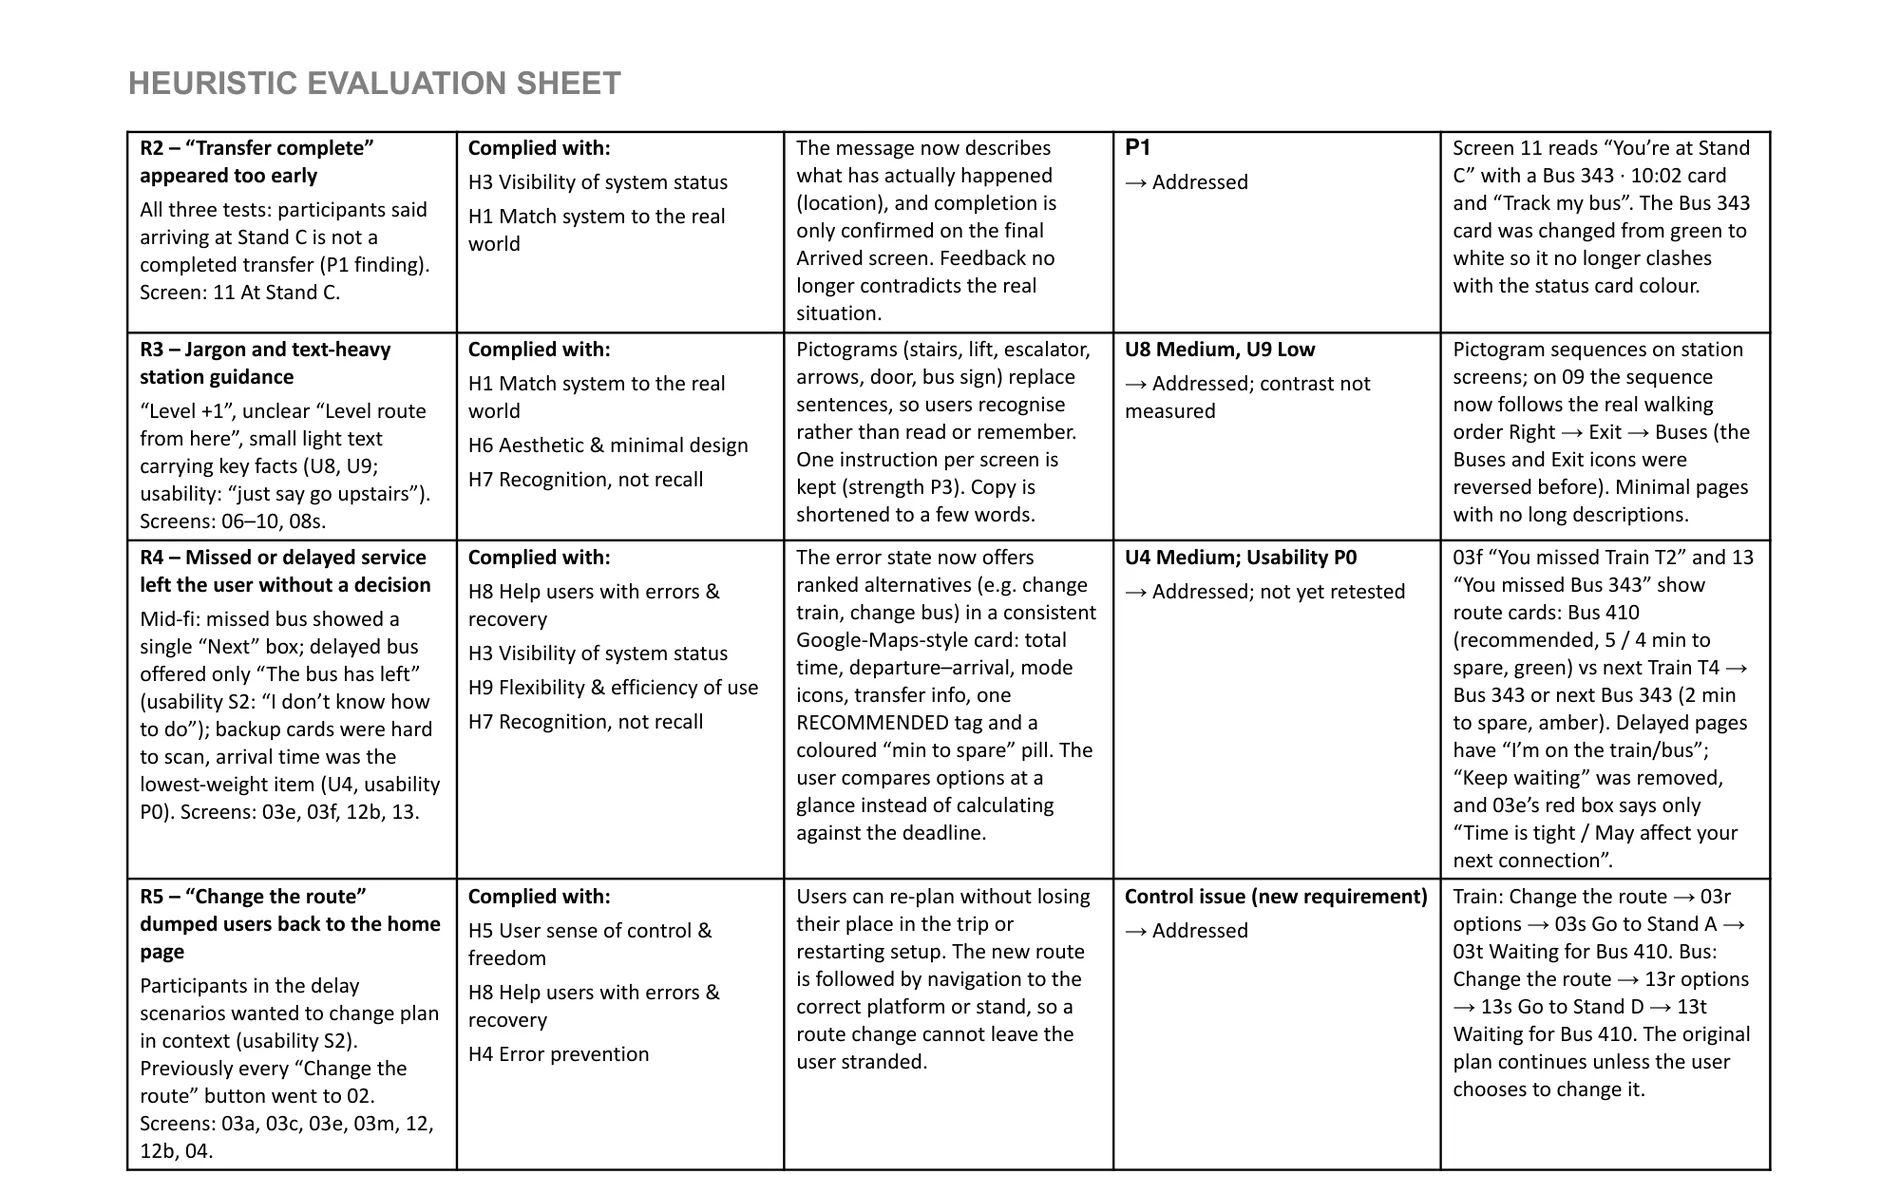 HEURISTIC EVALUATION SHEET
R2 – “Transfer complete”
appeared too early
All three tests: participants said
arriving at Stand C is not a
completed transfer (P1 finding).
Screen: 11 At Stand C.
Complied with:
H3 Visibility of system status
H1 Match system to the real
world
The message now describes
what has actually happened
(location), and completion is
only confirmed on the final
Arrived screen. Feedback no
longer contradicts the real
situation.
P1
→ Addressed
Screen 11 reads “You’re at Stand
C” with a Bus 343 · 10:02 card
and “Track my bus”. The Bus 343
card was changed from green to
white so it no longer clashes
with the status card colour.
R3 – Jargon and text-heavy
station guidance
“Level +1”, unclear “Level route
from here”, small light text
carrying key facts (U8, U9;
usability: “just say go upstairs”).
Screens: 06–10, 08s.
Complied with:
H1 Match system to the real
world
H6 Aesthetic & minimal design
H7 Recognition, not recall
Pictograms (stairs, lift, escalator,
arrows, door, bus sign) replace
sentences, so users recognise
rather than read or remember.
One instruction per screen is
kept (strength P3). Copy is
shortened to a few words.
U8 Medium, U9 Low
→ Addressed; contrast not
measured
Pictogram sequences on station
screens; on 09 the sequence
now follows the real walking
order Right → Exit → Buses (the
Buses and Exit icons were
reversed before). Minimal pages
with no long descriptions.
R4 – Missed or delayed service
left the user without a decision
Mid-fi: missed bus showed a
single “Next” box; delayed bus
offered only “The bus has left”
(usability S2: “I don’t know how
to do”); backup cards were hard
to scan, arrival time was the
lowest-weight item (U4, usability
P0). Screens: 03e, 03f, 12b, 13.
Complied with:
H8 Help users with errors &
recovery
H3 Visibility of system status
H9 Flexibility & efficiency of use
H7 Recognition, not recall
The error state now offers
ranked alternatives (e.g. change
train, change bus) in a consistent
Google-Maps-style card: total
time, departure–arrival, mode
icons, transfer info, one
RECOMMENDED tag and a
coloured “min to spare” pill. The
user compares options at a
glance instead of calculating
against the deadline.
U4 Medium; Usability P0
→ Addressed; not yet retested
03f “You missed Train T2” and 13
“You missed Bus 343” show
route cards: Bus 410
(recommended, 5 / 4 min to
spare, green) vs next Train T4 →
Bus 343 or next Bus 343 (2 min
to spare, amber). Delayed pages
have “I’m on the train/bus”;
“Keep waiting” was removed,
and 03e’s red box says only
“Time is tight / May affect your
next connection”.
R5 – “Change the route”
dumped users back to the home
page
Participants in the delay
scenarios wanted to change plan
in context (usability S2).
Previously every “Change the
route” button went to 02.
Screens: 03a, 03c, 03e, 03m, 12,
12b, 04.
Complied with:
H5 User sense of control &
freedom
H8 Help users with errors &
recovery
H4 Error prevention
Users can re-plan without losing
their place in the trip or
restarting setup. The new route
is followed by navigation to the
correct platform or stand, so a
route change cannot leave the
user stranded.
Control issue (new requirement)
→ Addressed
Train: Change the route → 03r
options → 03s Go to Stand A →
03t Waiting for Bus 410. Bus:
Change the route → 13r options
→ 13s Go to Stand D → 13t
Waiting for Bus 410. The original
plan continues unless the user
chooses to change it.